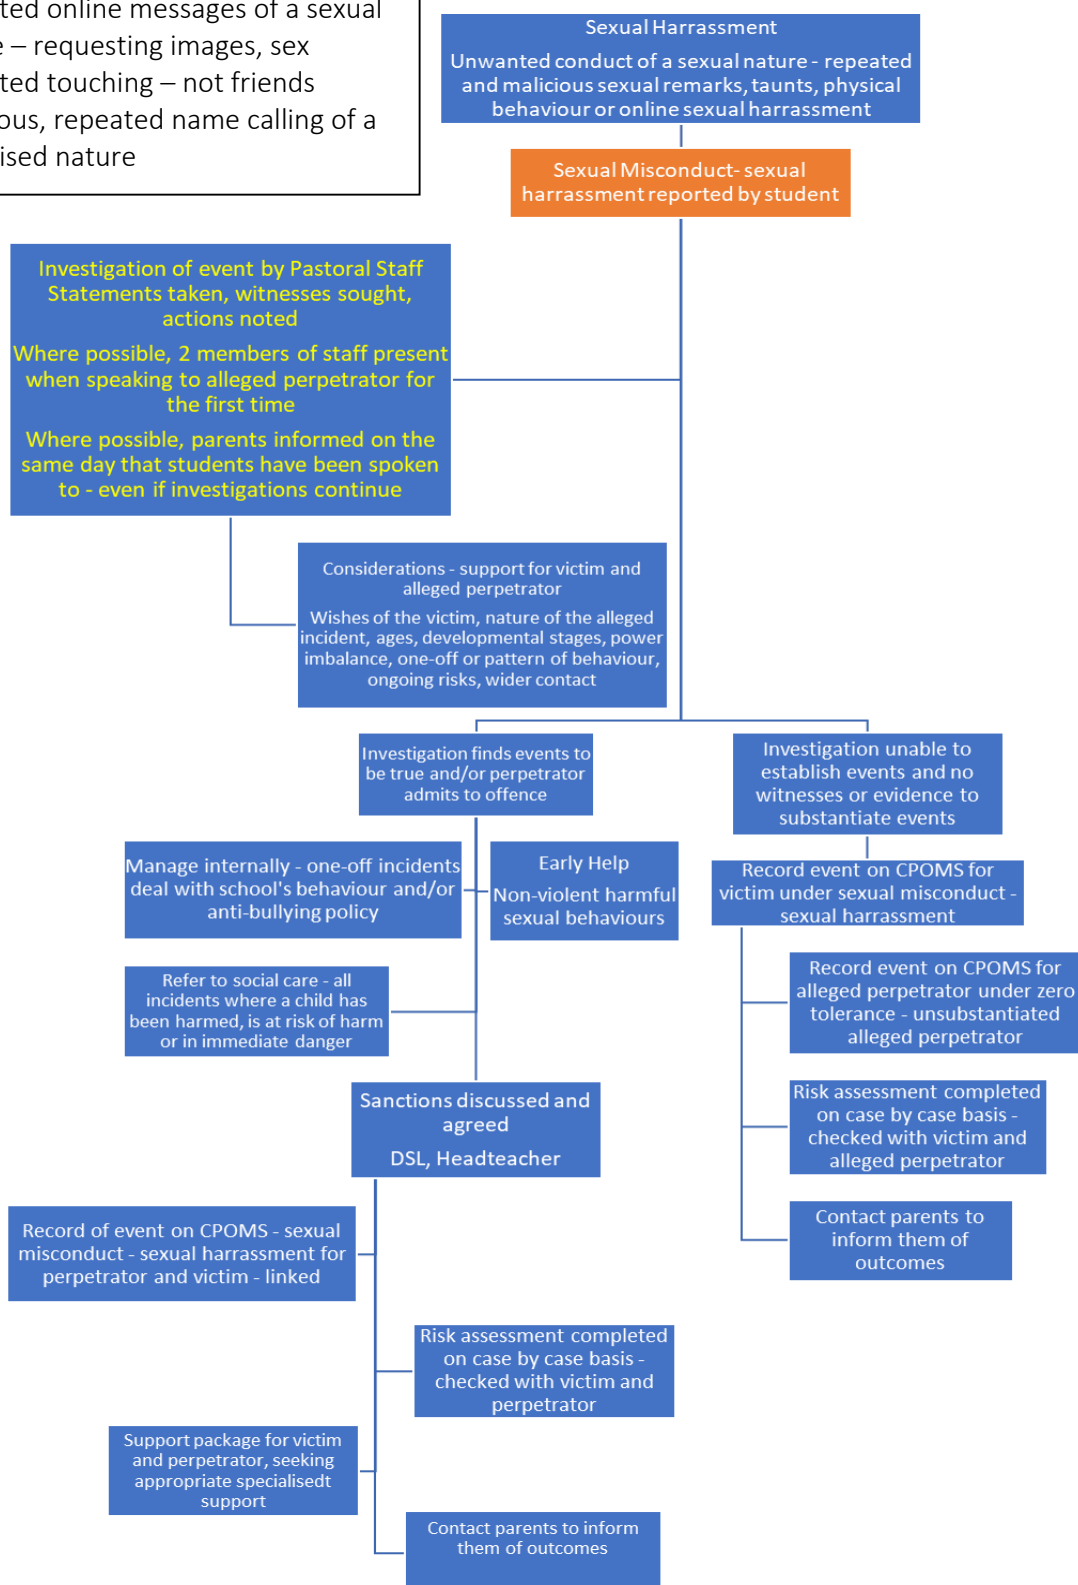 online messages of a sexual
– requesting images, sex
touching – not friends
repeated name calling of a
nature
Sexual Harrassment
Unwanted conduct of a sexual nature - repeated
and malicious sexual remarks, taunts, physical
behaviour or online sexual harrassment
Sexual Misconduct- sexual
harrassment reported by student
Investigation of event by Pastoral Staff
Statements taken, witnesses sought,
actions noted
Where possible, 2 members of staff present
when speaking to alleged perpetrator for
the first time
Where possible, parents informed on the
same day that students have been spoken
to - even if investigations continue
Considerations - support for victim and
alleged perpetrator
Wishes of the victim, nature of the alleged
incident, ages, developmental stages, power
imbalance, one-off or pattern of behaviour,
ongoing risks, wider contact
Investigation finds events to
be true and/or perpetrator
admits to offence
Investigation unable to
establish events and no
witnesses or evidence to
substantiate events
Manage internally - one-off incidents
deal with school's behaviour and/or
anti-bullying policy
Early Help
Non-violent harmful
sexual behaviours
Record event on CPOMS for
victim under sexual misconduct -
sexual harrassment
Refer to social care - all
incidents where a child has
been harmed, is at risk of harm
or in immediate danger
Record event on CPOMS for
alleged perpetrator under zero
tolerance - unsubstantiated
alleged perpetrator
Sanctions discussed and
agreed
DSL, Headteacher
Risk assessment completed
on case by case basis -
checked with victim and
alleged perpetrator
Record of event on CPOMS - sexual
misconduct - sexual harrassment for
perpetrator and victim - linked
Contact parents to
inform them of
outcomes
Risk assessment completed
on case by case basis -
checked with victim and
perpetrator
Support package for victim
and perpetrator, seeking
appropriate specialisedt
support
Contact parents to inform
them of outcomes